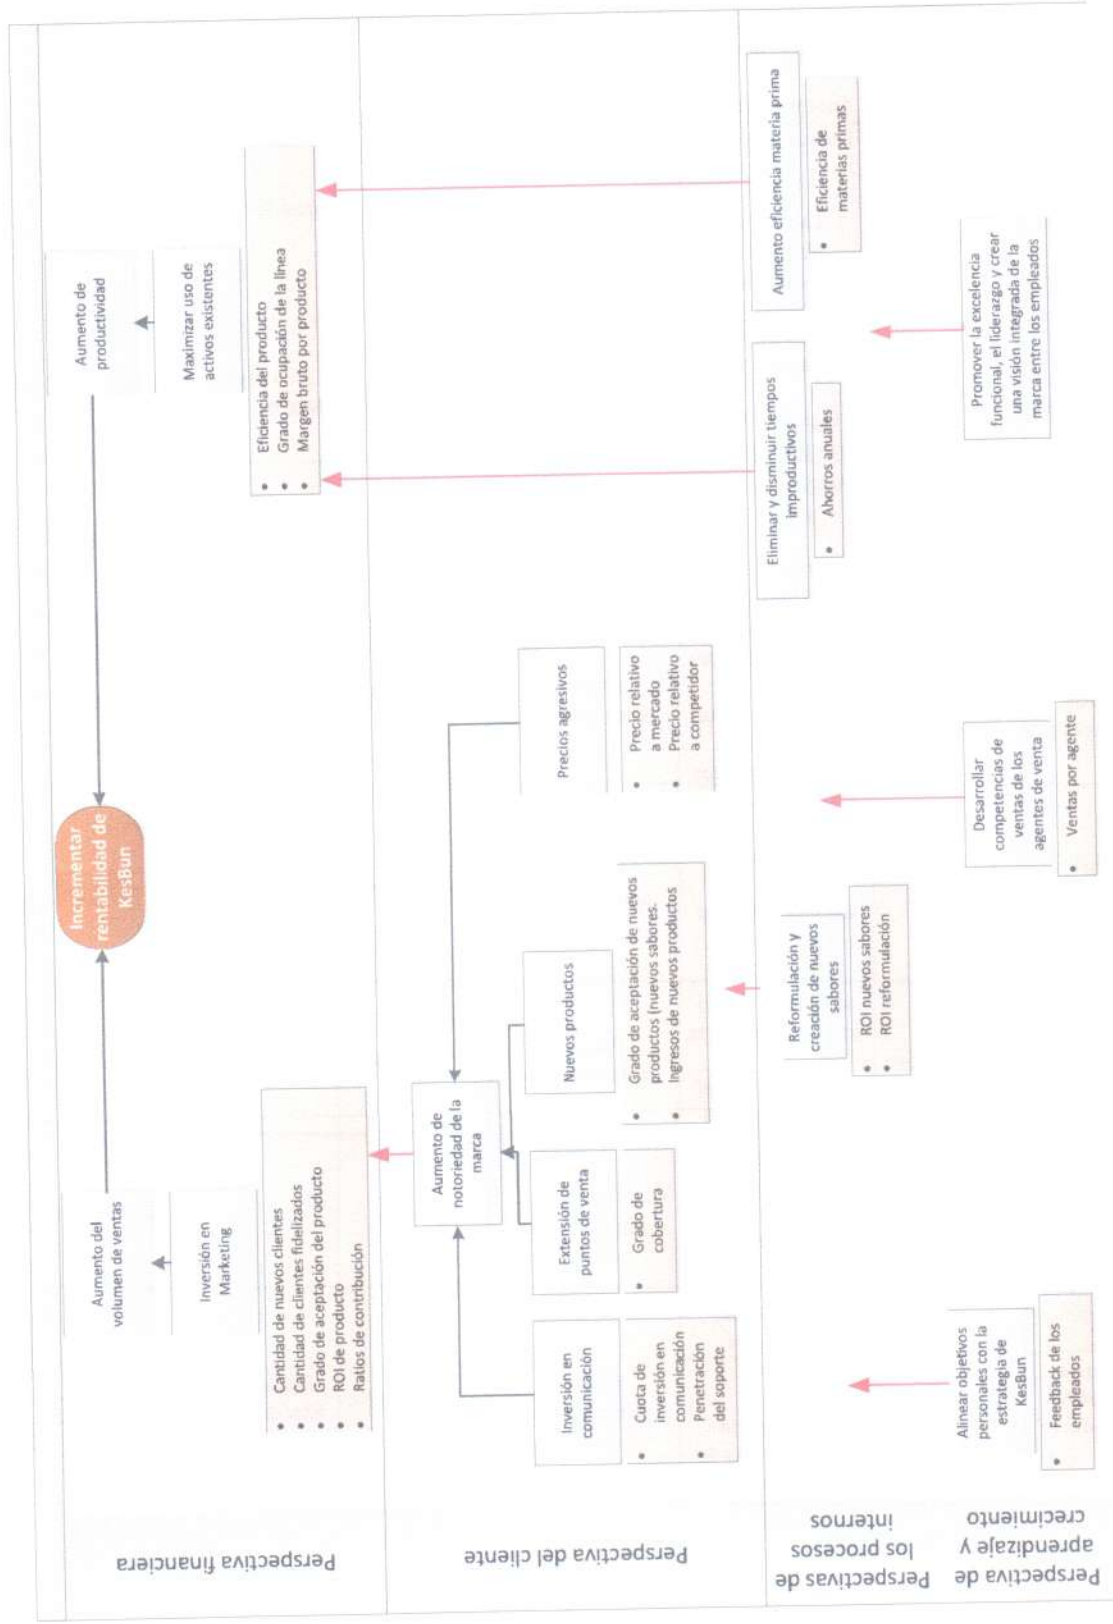 Perspectiva financiera
Incrementar
rentabilidad de
KesBun
Aumento del
volumen de ventas
Inversión en
Marketing
• Cantidad de nuevos clientes
• Cantidad de clientes fidelizados
• Grado de aceptación del producto
• ROI de producto
• Ratios de contribución
Aumento de
productividad
Maximizar uso de
activos existentes
• Eficiencia del producto
• Grado de ocupación de la línea
• Margen bruto por producto
Perspectiva del cliente
Aumento de
notoriedad de la
marca
Inversión en
comunicación
• Cuota de
inversión en
comunicación
• Penetración
del soporte
Extensión de
puntos de venta
• Grado de
cobertura
Nuevos productos
• Grado de aceptación de nuevos
productos (nuevos sabores.
• Ingresos de nuevos productos
Precios agresivos
• Precio relativo
a mercado
• Precio relativo
a competidor
Perspectivas de
los procesos
internos
Reformulación y
creación de nuevos
sabores
• ROI nuevos sabores
• ROI reformulación
Eliminar y disminuir tiempos
improductivos
• Ahorros anuales
Aumento eficiencia materia prima
• Eficiencia de
materias primas
Perspectiva de
aprendizaje y
crecimiento
Alinear objetivos
personales con la
estrategia de
KesBun
• Feedback de los
empleados
Desarrollar
competencias de
ventas de los
agentes de venta
• Ventas por agente
Promover la excelencia
funcional, el liderazgo y crear
una visión integrada de la
marca entre los empleados